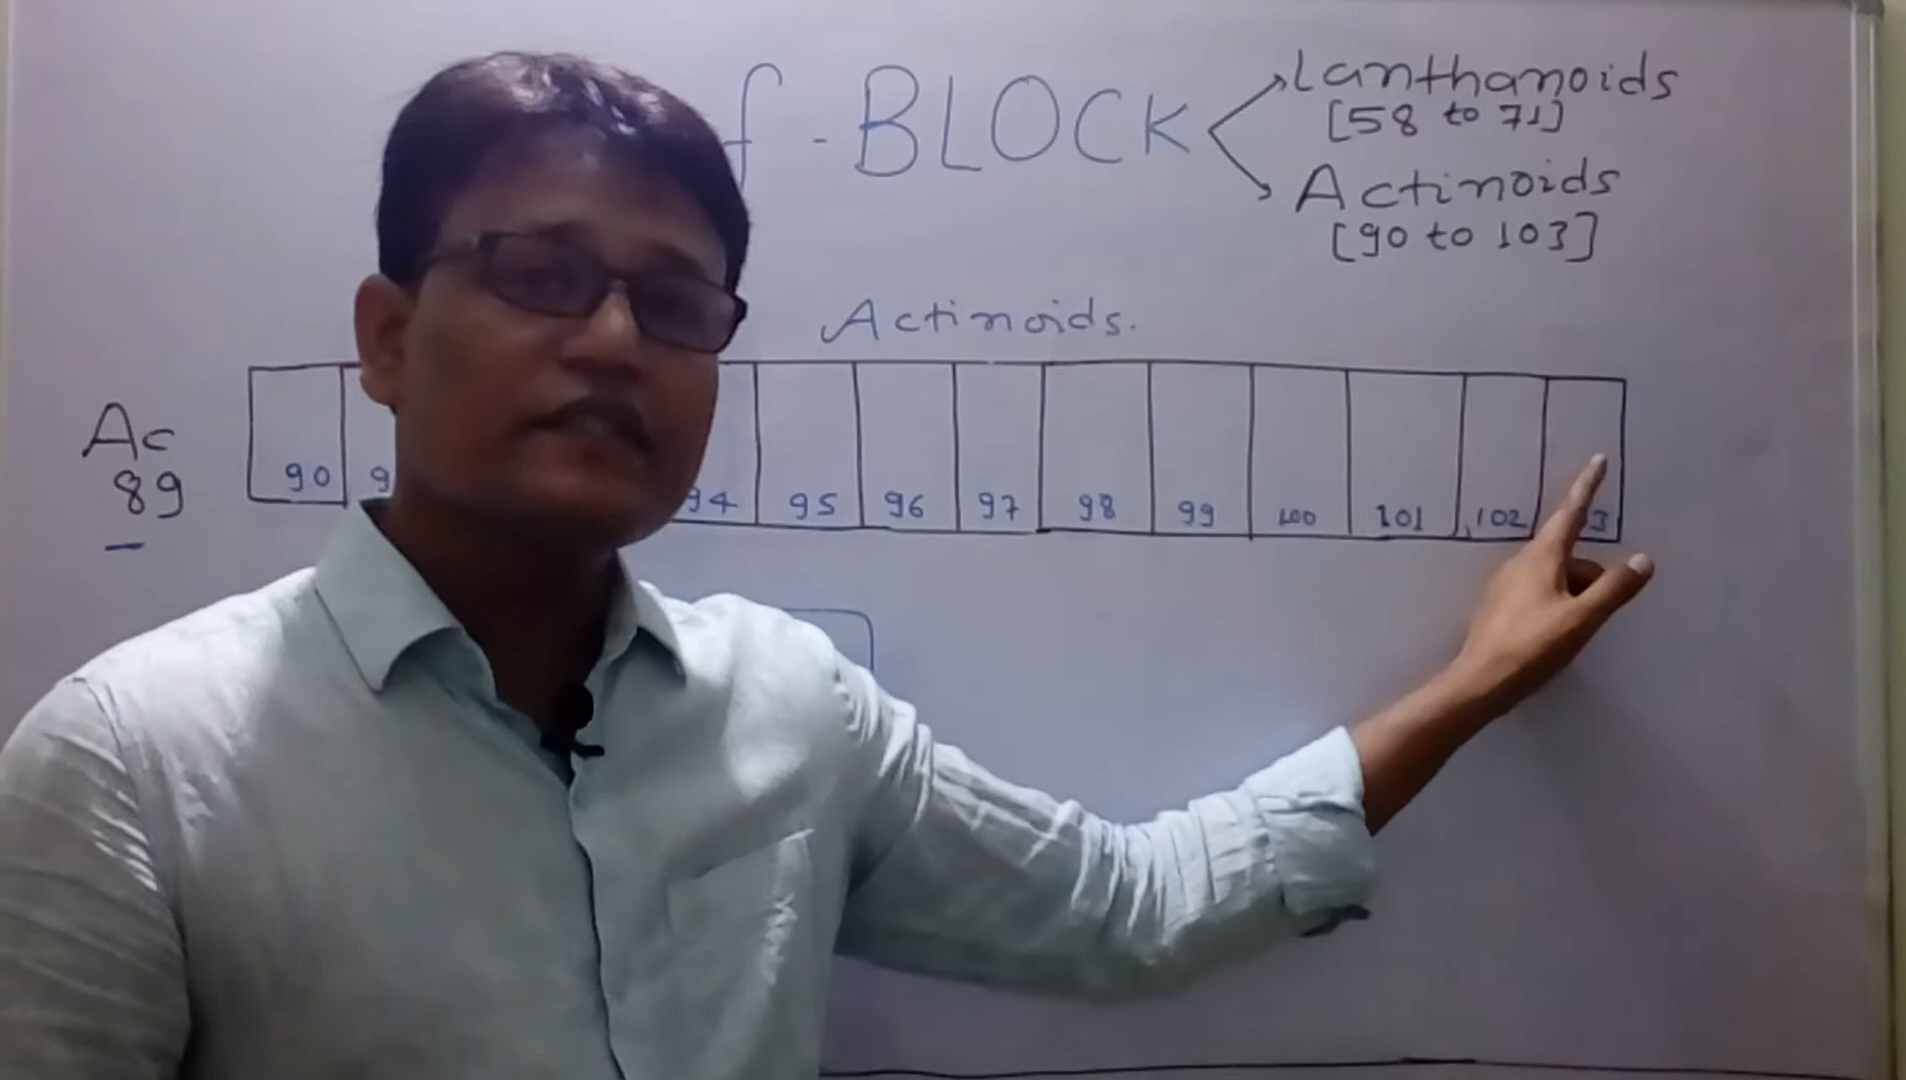 f-BLOCK
Lanthanoids
[58 to 71]
Actinoids
[90 to 103]
Actinoids.
Ac
89
90 94 95 96 97 98 99 100 101 102